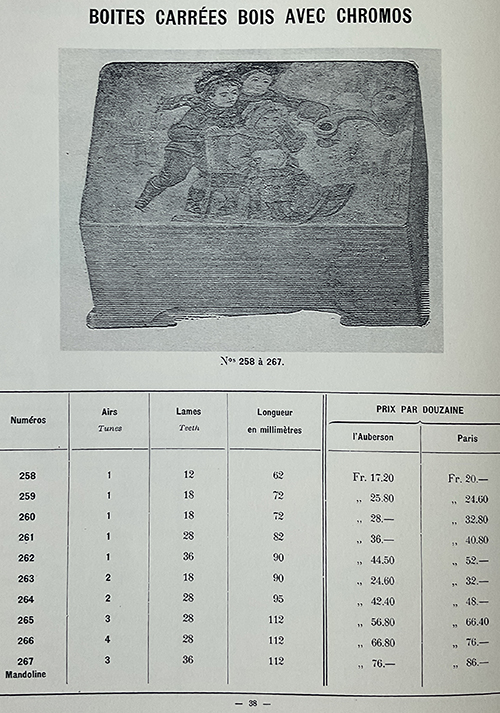 BOITES CARRÉES BOIS AVEC CHROMOS
Nos 258 à 267.
Numéros | Airs Tunes | Lames Teeth | Longueur en millimètres | PRIX PAR DOUZAINE
l'Auberson | Paris
258 | 1 | 12 | 62 | Fr. 17.20 | Fr. 20.—
259 | 1 | 18 | 72 | „ 25.80 | „ 24.60
260 | 1 | 18 | 72 | „ 28.— | „ 32.80
261 | 1 | 28 | 82 | „ 36.— | „ 40.80
262 | 1 | 36 | 90 | „ 44.50 | „ 52.—
263 | 2 | 18 | 90 | „ 24.60 | „ 32.—
264 | 2 | 28 | 95 | „ 42.40 | „ 48.—
265 | 3 | 28 | 112 | „ 56.80 | „ 66.40
266 | 4 | 28 | 112 | „ 66.80 | „ 76.—
267 | 3 | 36 | 112 | „ 76.— | „ 86.—
Mandoline
— 38 —